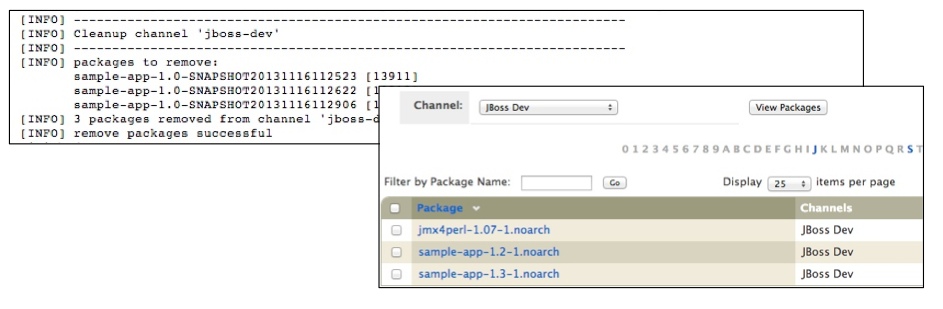 [INFO] ------------------------------------------------------------------------
[INFO] Cleanup channel 'jboss-dev'
[INFO] ------------------------------------------------------------------------
[INFO] packages to remove:
sample-app-1.0-SNAPSHOT20131116112523 [13911]
sample-app-1.0-SNAPSHOT20131116112622 [1
sample-app-1.0-SNAPSHOT20131116112906 [1
[INFO] 3 packages removed from channel 'jboss-d
[INFO] remove packages successful
Channel: JBoss Dev View Packages
0 1 2 3 4 5 6 7 8 9 A B C D E F G H I J K L M N O P Q R S T
Filter by Package Name: Go Display 25 items per page
Package Channels
jmx4perl-1.07-1.noarch JBoss Dev
sample-app-1.2-1.noarch JBoss Dev
sample-app-1.3-1.noarch JBoss Dev